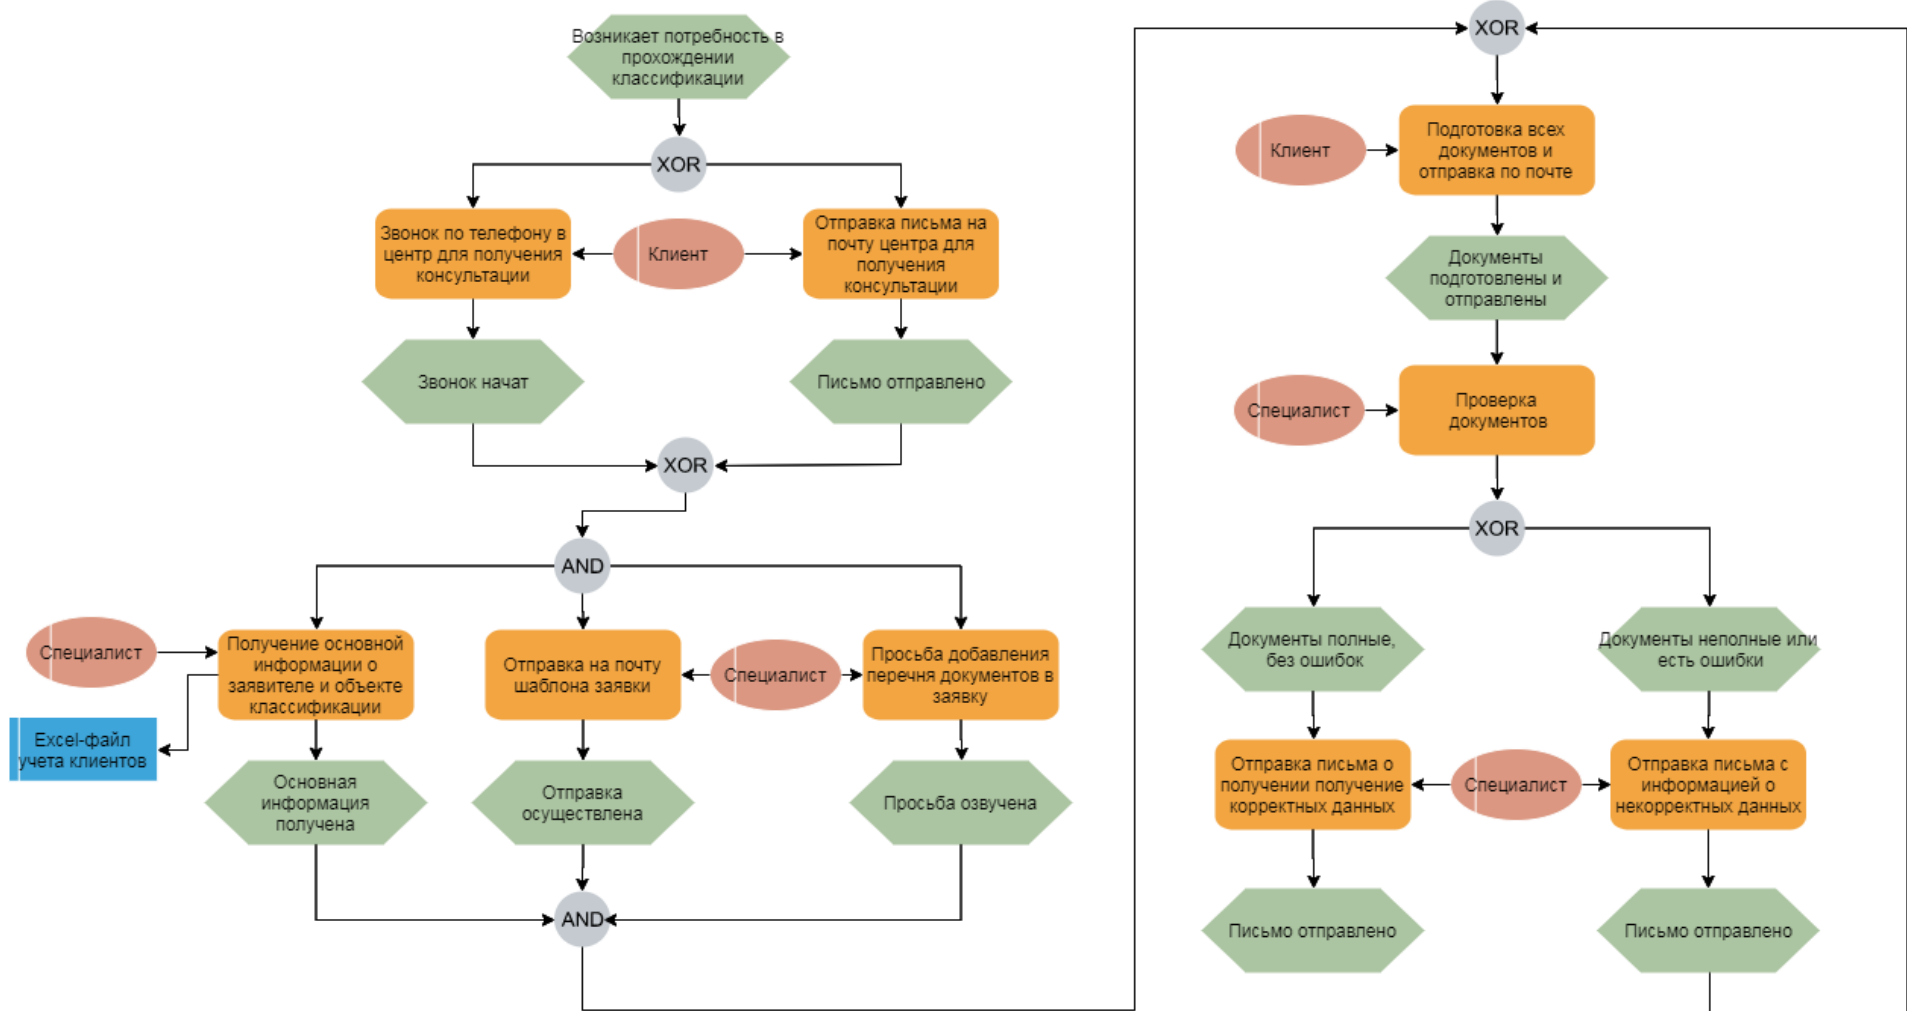 Возникает потребность в
прохождении
классификации
XOR
Звонок по телефону в
центр для получения
консультации
Клиент
Отправка письма на
почту центра для
получения
консультации
Звонок начат
Письмо отправлено
XOR
AND
Специалист
Получение основной
информации о
заявителе и объекте
классификации
Отправка на почту
шаблона заявки
Специалист
Просьба добавления
перечня документов в
заявку
Excel-файл
учета клиентов
Основная
информация
получена
Отправка
осуществлена
Просьба озвучена
AND
XOR
Клиент
Подготовка всех
документов и
отправка по почте
Документы
подготовлены и
отправлены
Специалист
Проверка
документов
XOR
Документы полные,
без ошибок
Документы неполные или
есть ошибки
Отправка письма о
получении получение
корректных данных
Специалист
Отправка письма с
информацией о
некорректных данных
Письмо отправлено
Письмо отправлено